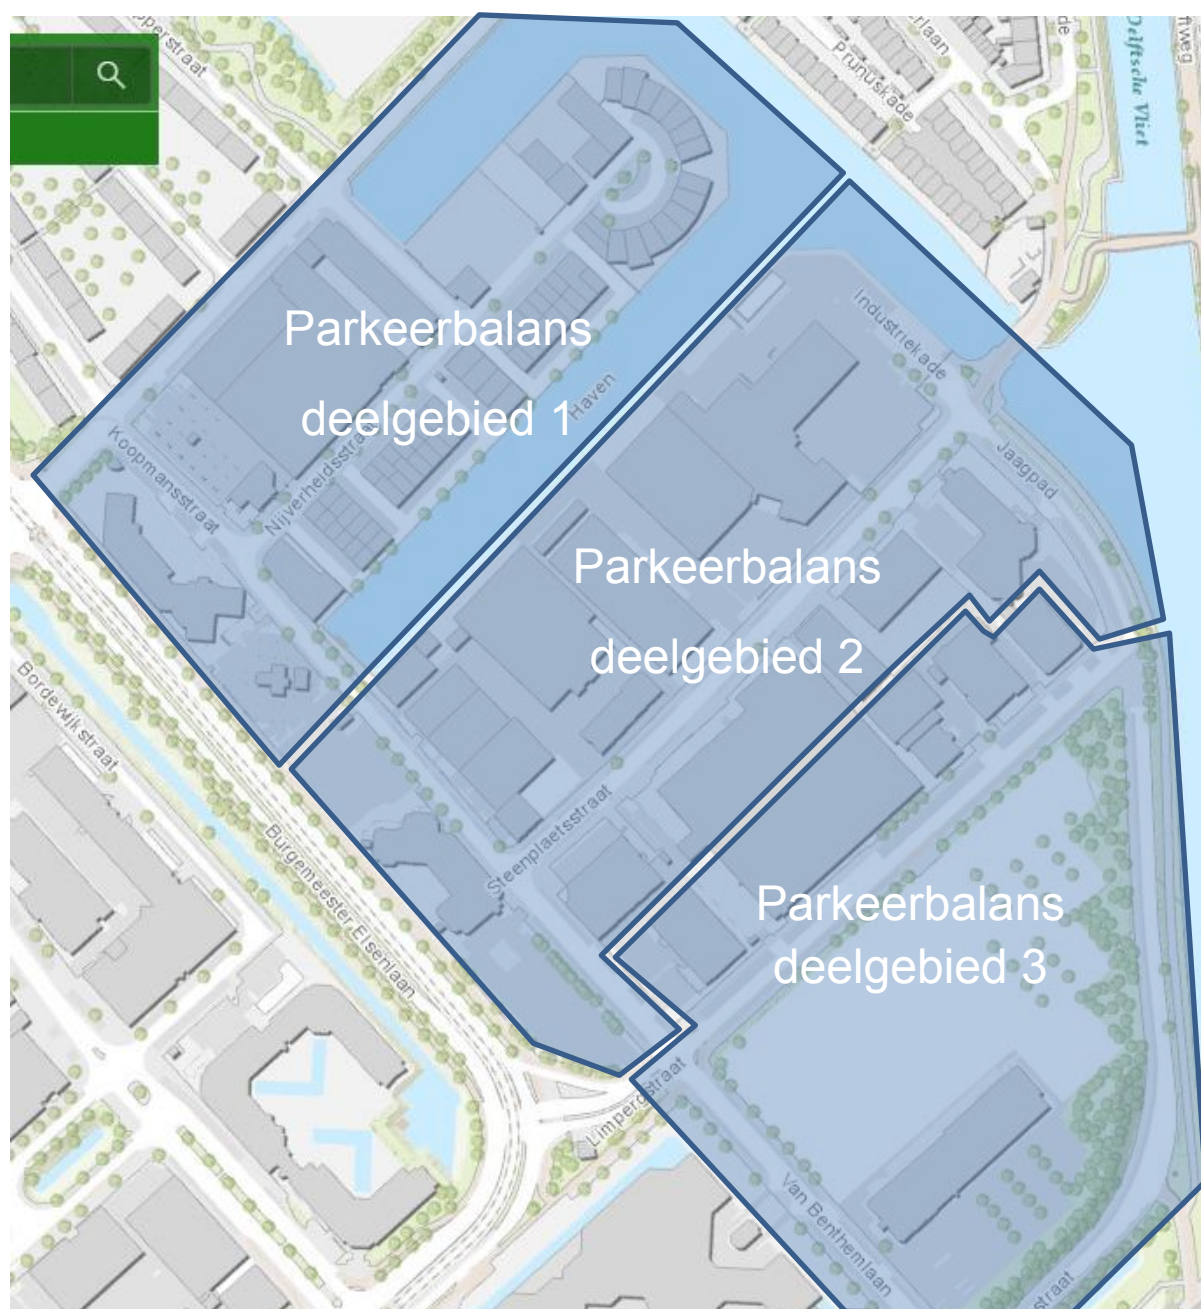 Prunuskade
Delftsche Vliet
Parkeerbalans
deelgebied 1
Haven
Industriekade
Koopmansstraat
Nijverheidsstraat
Jaagpad
Parkeerbalans
deelgebied 2
Bordewijkstraat
Steenplaetsstraat
Burgemeester Elsenlaan
Parkeerbalans
deelgebied 3
Limperdstraat
Van Benthemlaan
straat